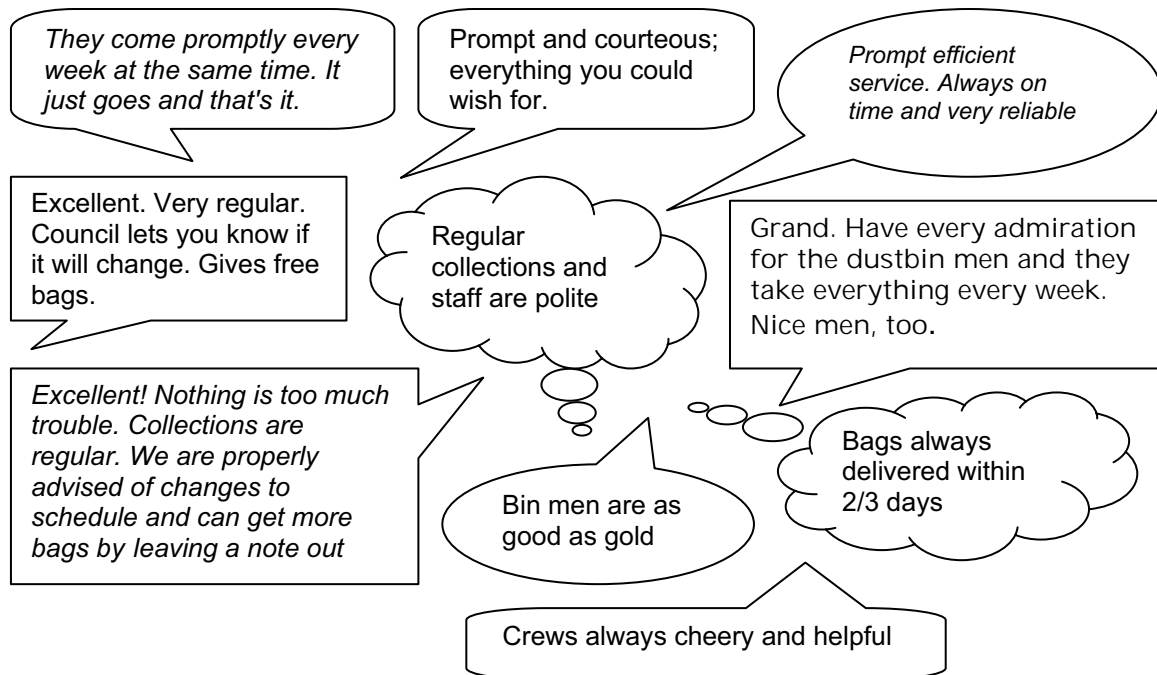 They come promptly every
week at the same time. It
just goes and that's it.
Prompt and courteous;
everything you could
wish for.
Prompt efficient
service. Always on
time and very reliable
Excellent. Very regular.
Council lets you know if
it will change. Gives free
bags.
Regular
collections and
staff are polite
Grand. Have every admiration
for the dustbin men and they
take everything every week.
Nice men, too.
Excellent! Nothing is too much
trouble. Collections are
regular. We are properly
advised of changes to
schedule and can get more
bags by leaving a note out
Bin men are as
good as gold
Bags always
delivered within
2/3 days
Crews always cheery and helpful